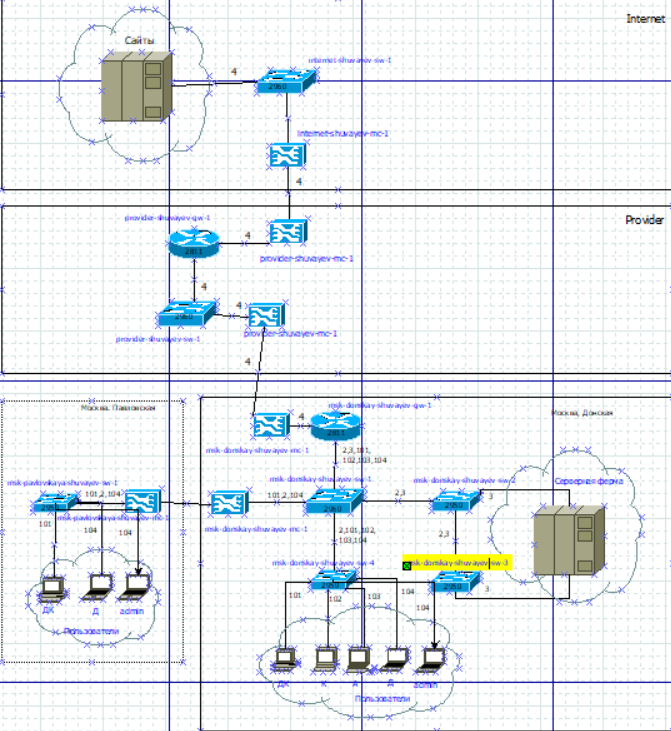 Internet
Сайты
4
internet-shuvayev-sw-1
2960
internet-shuvayev-mc-1
4
Provider
provider-shuvayev-gw-1
2811
4
provider-shuvayev-mc-1
4
2960
4
provider-shuvayev-mc-1
provider-shuvayev-sw-1
4
Москва. Павловская
Москва, Донская
msk-donskay-shuvayev-gw-1
4
2811
msk-donskay-shuvayev-mc-1
2,3,101,
102,103,104
Серверная ферма
msk-pavlovskaya-shuvayev-sw-1
msk-donskay-shuvayev-sw-1
msk-donskay-shuvayev-sw-2
101,2,104
101,2,104
2,3
3
2960
2960
2960
msk-pavlovskaya-shuvayev-mc-1
msk-donskay-shuvayev-mc-1
101
104
104
2,101,102,
103,104
2,3
msk-donskay-shuvayev-sw-4
msk-donskay-shuvayev-sw-3
2960
2960
3
101
102
103
104
104
ДК
Д
admin
Пользователи
ДК
К
А
Д
admin
Пользователи